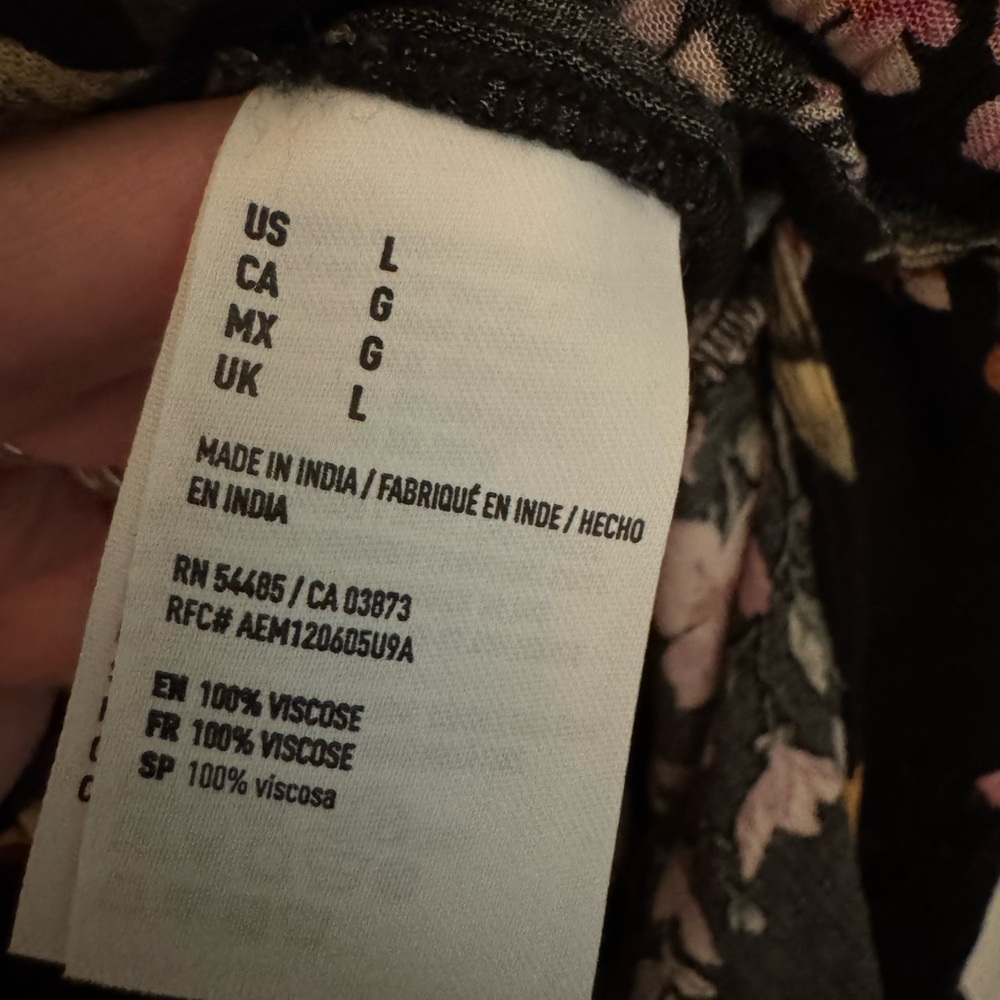 US L
CA G
MX G
UK L
MADE IN INDIA / FABRIQUÉ EN INDE / HECHO
EN INDIA
RN 54485 / CA 03873
RFC# AEM120605U9A
EN 100% VISCOSE
FR 100% VISCOSE
SP 100% viscosa